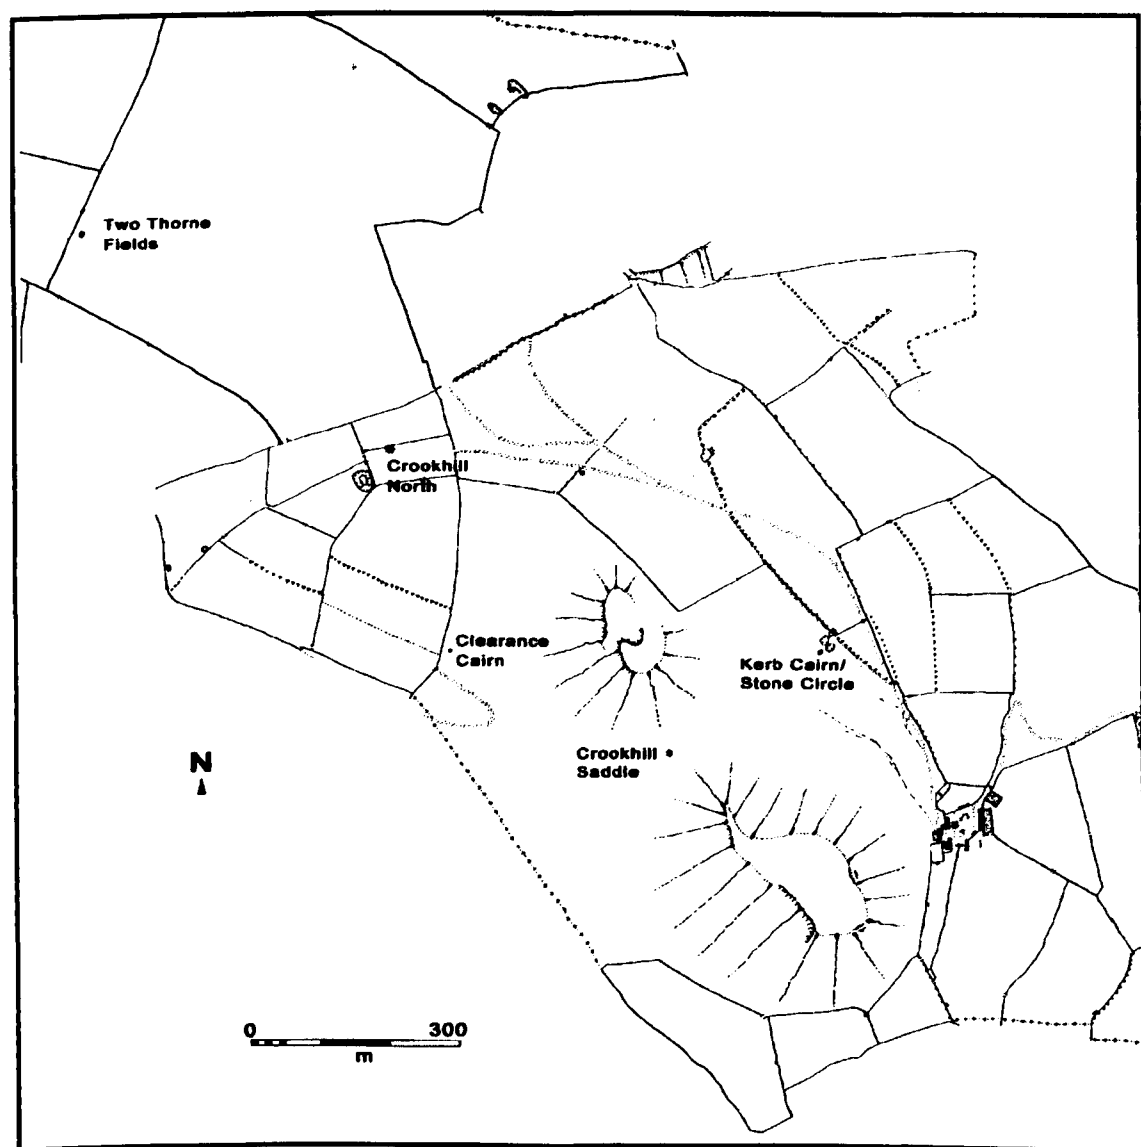 Two Thorne
Fields
Crookhill
North
Clearance
Cairn
Kerb Cairn/
Stone Circle
Crookhill
Saddle
N
0 300
m